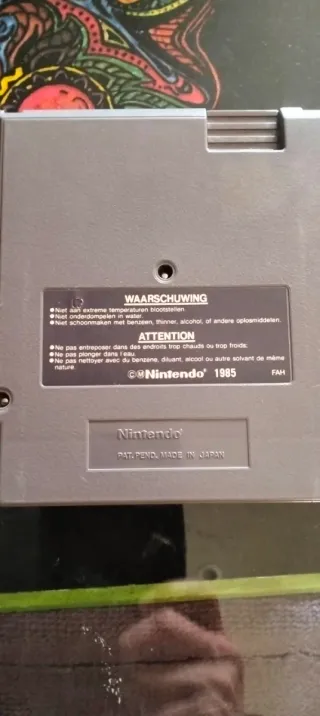 WAARSCHUWING
●Niet aan extreme temperaturen blootstellen.
●Niet onderdompelen in water.
●Niet schoonmaken met benzeen, thinner, alcohol, of andere oplosmiddelen.
ATTENTION
●Ne pas entreposer dans des endroits trop chauds ou trop froids;
●Ne pas plonger dans l'eau.
●Ne pas nettoyer avec du benzene, diluant, alcool ou autre solvant de même
nature.
©ⓂNintendo® 1985 FAH
Nintendo®
PAT. PEND. MADE IN JAPAN